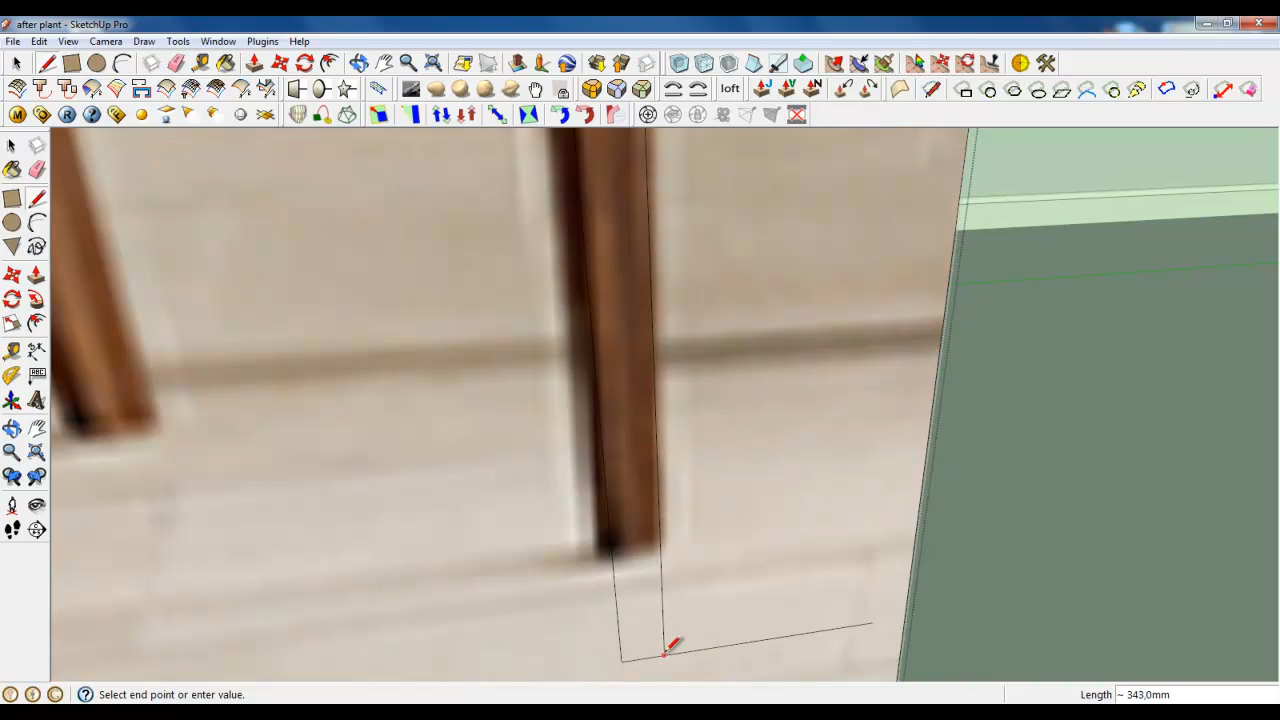 after plant - SketchUp Pro
File Edit View Camera Draw Tools Window Plugins Help
loft
M R ?
ABC
? Select end point or enter value. Length ~ 343,0mm